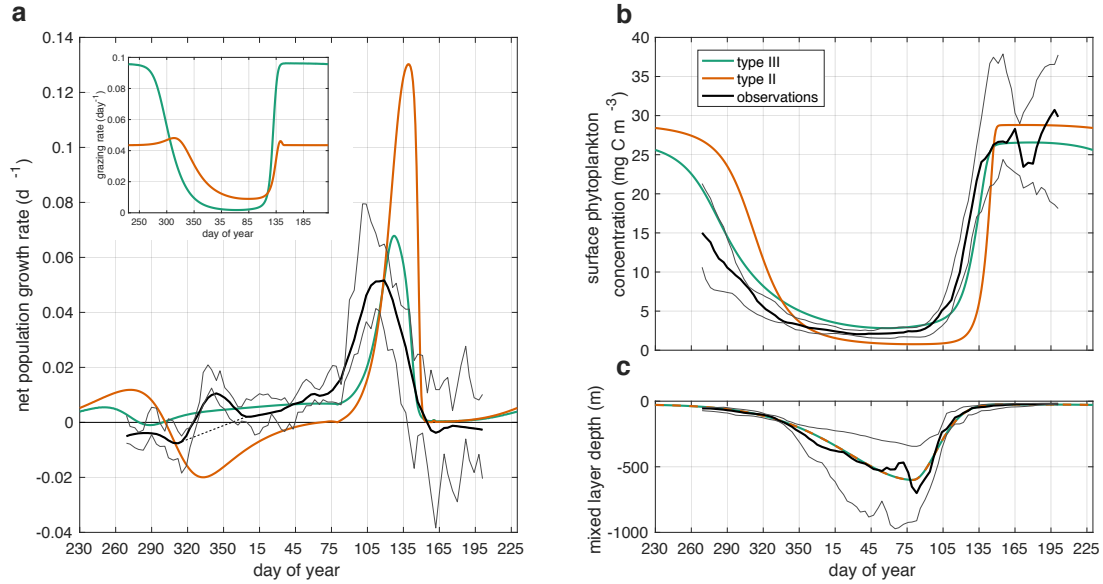 a
net population growth rate (d -1)
0.14
0.12
0.1
0.08
0.06
0.04
0.02
0
-0.02
-0.04
230 260 290 320 350 15 45 75 105 135 165 195 225
day of year
grazing rate (day-1)
0.1
0.08
0.06
0.04
0.02
0
250 300 350 35 85 135 185
day of year
b
surface phytoplankton
concentration (mg C m -3)
40
35
30
25
20
15
10
5
0
type III
type II
observations
c
mixed layer depth (m)
0
-500
-1000
230 260 290 320 350 15 45 75 105 135 165 195 225
day of year